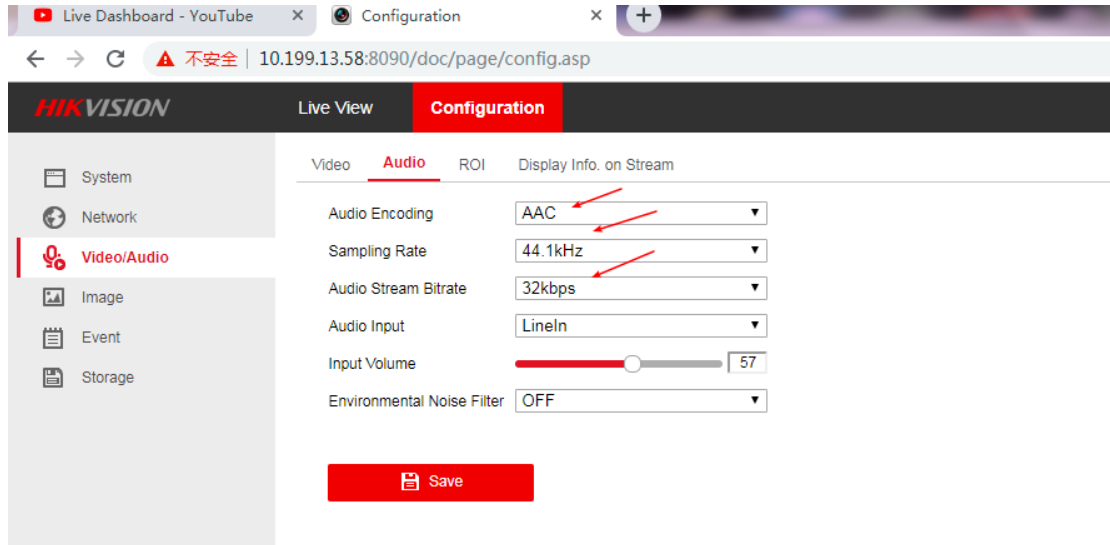 Live Dashboard - YouTube
Configuration
不安全 10.199.13.58:8090/doc/page/config.asp
HIKVISION
Live View
Configuration
System
Network
Video/Audio
Image
Event
Storage
Video Audio ROI Display Info. on Stream
Audio Encoding AAC
Sampling Rate 44.1kHz
Audio Stream Bitrate 32kbps
Audio Input LineIn
Input Volume 57
Environmental Noise Filter OFF
Save